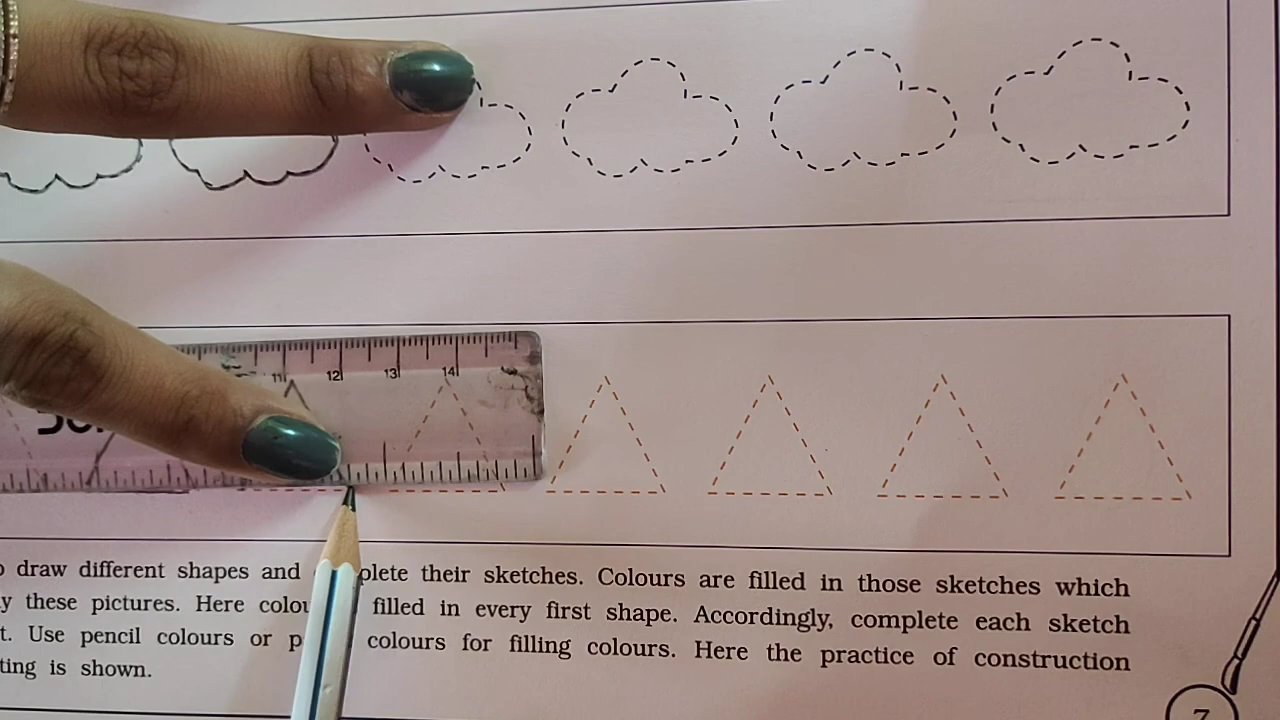 11 12 13 14
draw different shapes and plete their sketches. Colours are filled in those sketches which
these pictures. Here colou filled in every first shape. Accordingly, complete each sketch
t. Use pencil colours or p colours for filling colours. Here the practice of construction
ting is shown.
7